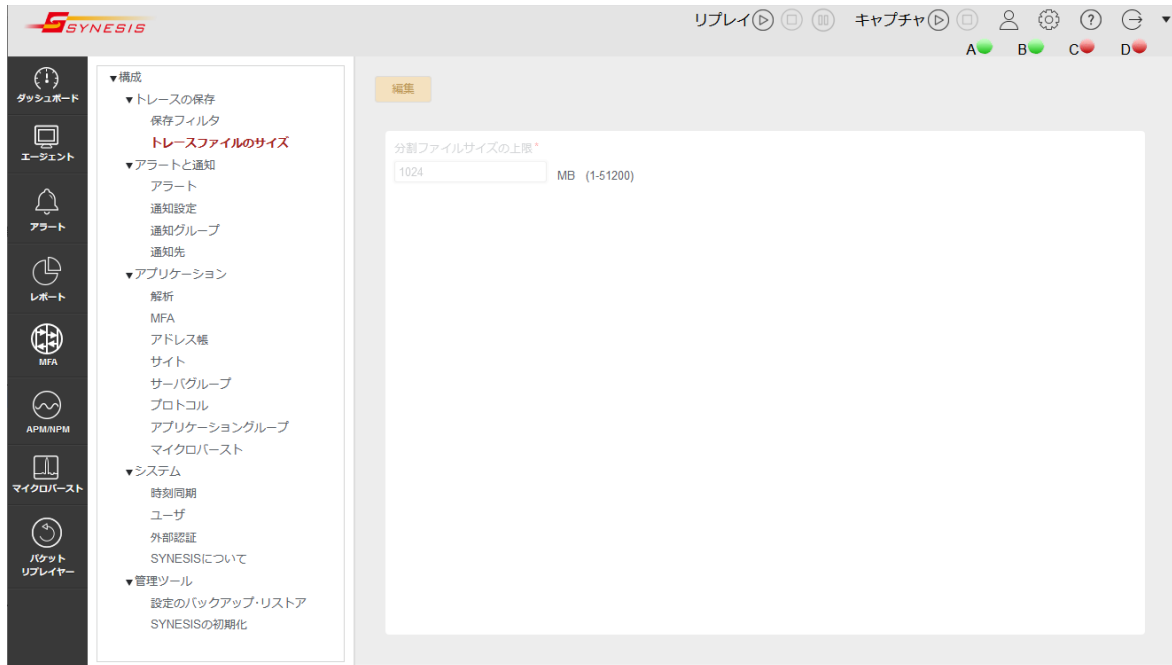 SYNESIS
リプレイ キャプチャ
A B C D
ダッシュボード
エージェント
アラート
レポート
MFA
APM/NPM
マイクロバースト
パケット
リプレイヤー
▼構成
▼トレースの保存
保存フィルタ
トレースファイルのサイズ
▼アラートと通知
アラート
通知設定
通知グループ
通知先
▼アプリケーション
解析
MFA
アドレス帳
サイト
サーバグループ
プロトコル
アプリケーショングループ
マイクロバースト
▼システム
時刻同期
ユーザ
外部認証
SYNESISについて
▼管理ツール
設定のバックアップ・リストア
SYNESISの初期化
編集
分割ファイルサイズの上限*
1024 MB (1-51200)